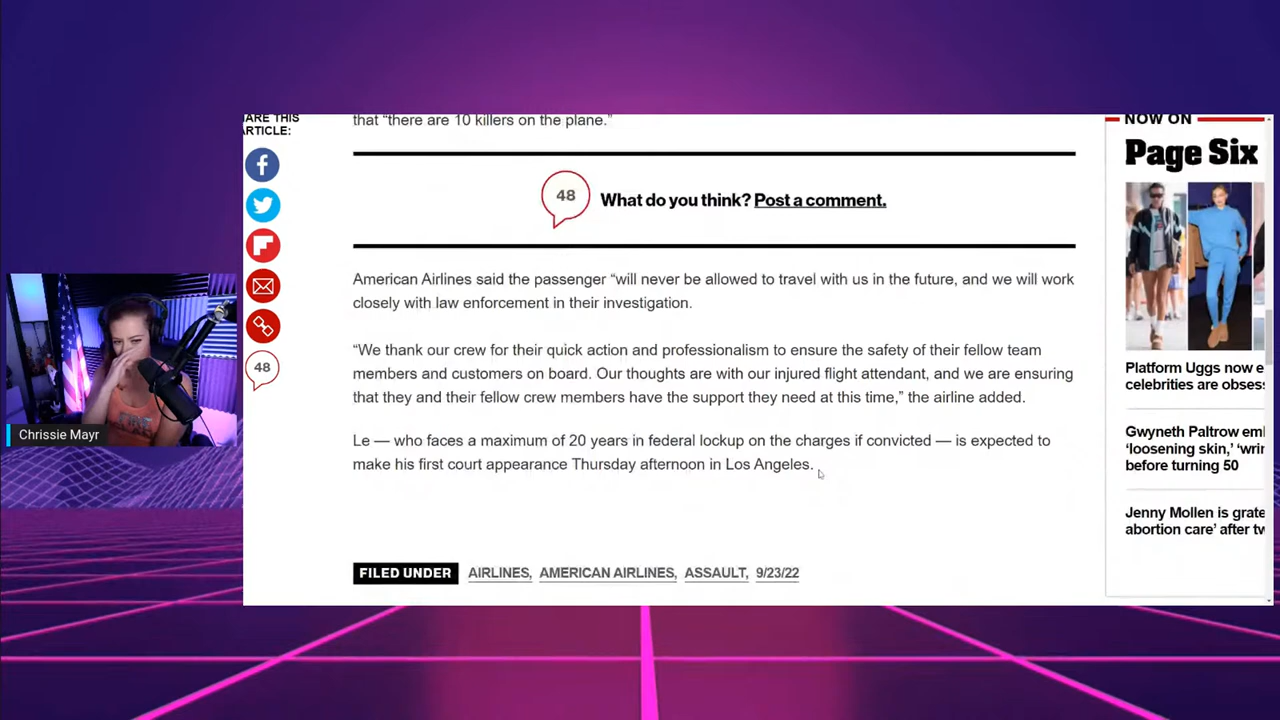 ARE THIS
RTICLE:
that “there are 10 killers on the plane.”
48
What do you think? Post a comment.
American Airlines said the passenger “will never be allowed to travel with us in the future, and we will work
closely with law enforcement in their investigation.
“We thank our crew for their quick action and professionalism to ensure the safety of their fellow team
members and customers on board. Our thoughts are with our injured flight attendant, and we are ensuring
that they and their fellow crew members have the support they need at this time,” the airline added.
48
Le — who faces a maximum of 20 years in federal lockup on the charges if convicted — is expected to
make his first court appearance Thursday afternoon in Los Angeles.
FILED UNDER AIRLINES, AMERICAN AIRLINES, ASSAULT, 9/23/22
Chrissie Mayr
NOW ON
Page Six
Platform Uggs now e
celebrities are obses
Gwyneth Paltrow em
‘loosening skin,’ ‘wrin
before turning 50
Jenny Mollen is grate
abortion care’ after tw